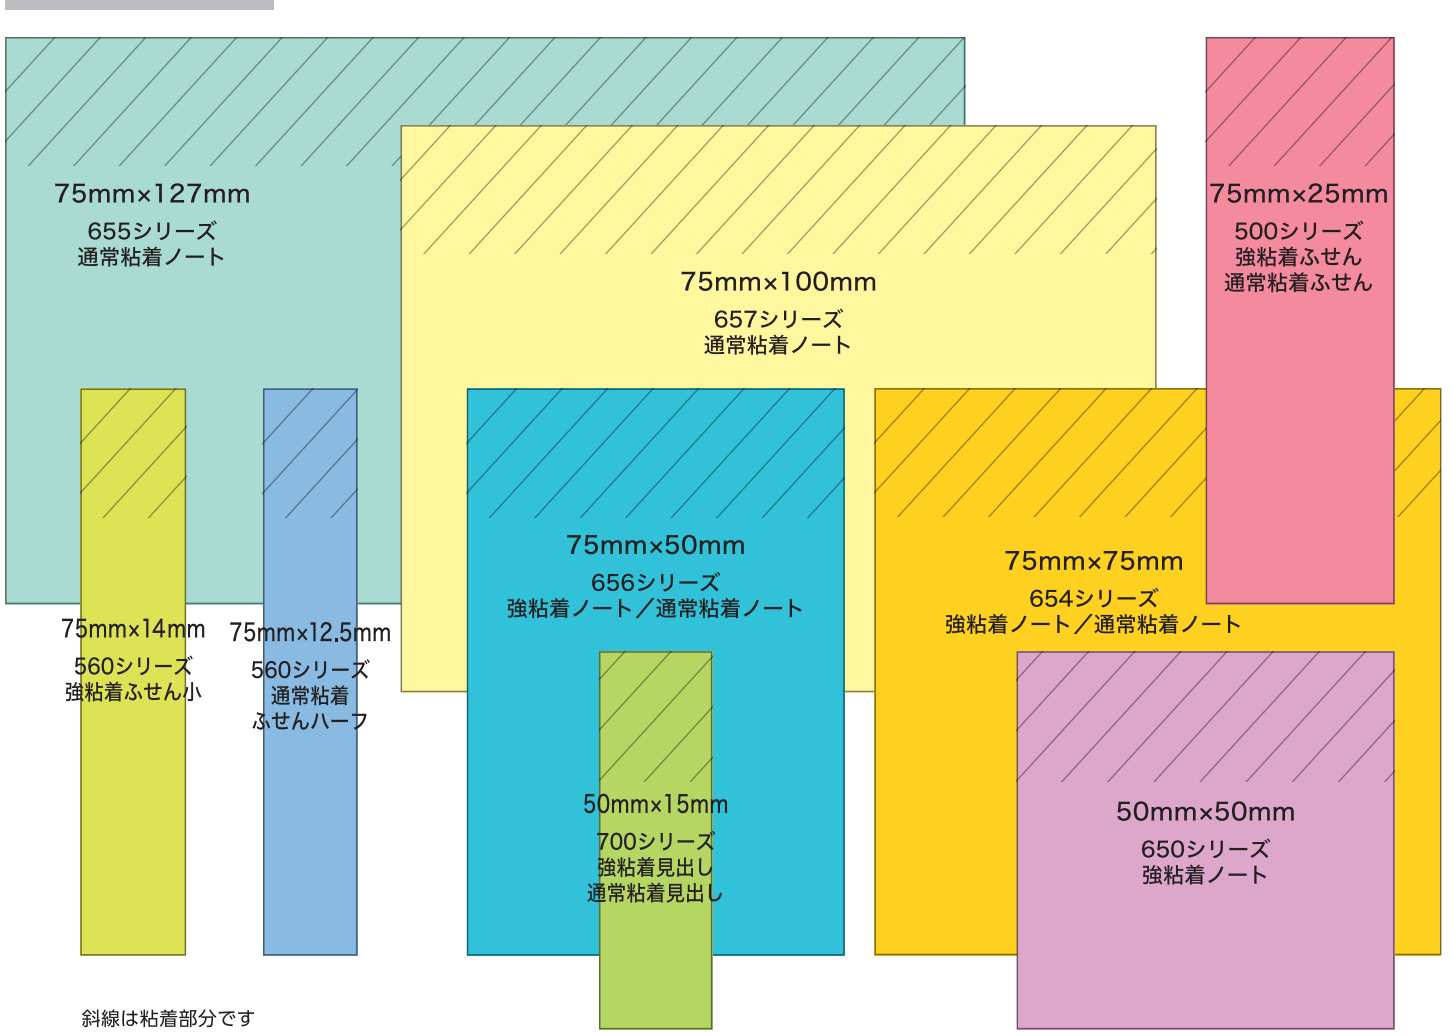 75mm×127mm
655シリーズ
通常粘着ノート
75mm×100mm
657シリーズ
通常粘着ノート
75mm×25mm
500シリーズ
強粘着ふせん
通常粘着ふせん
75mm×14mm
560シリーズ
強粘着ふせん小
75mm×12.5mm
560シリーズ
通常粘着
ふせんハーフ
75mm×50mm
656シリーズ
強粘着ノート／通常粘着ノート
75mm×75mm
654シリーズ
強粘着ノート／通常粘着ノート
50mm×15mm
700シリーズ
強粘着見出し
通常粘着見出し
50mm×50mm
650シリーズ
強粘着ノート
斜線は粘着部分です